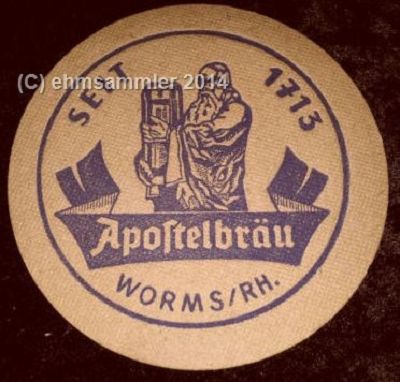 (C) ehmsammler 2014
SEIT 1713
Apoſtelbräu
WORMS/RH.